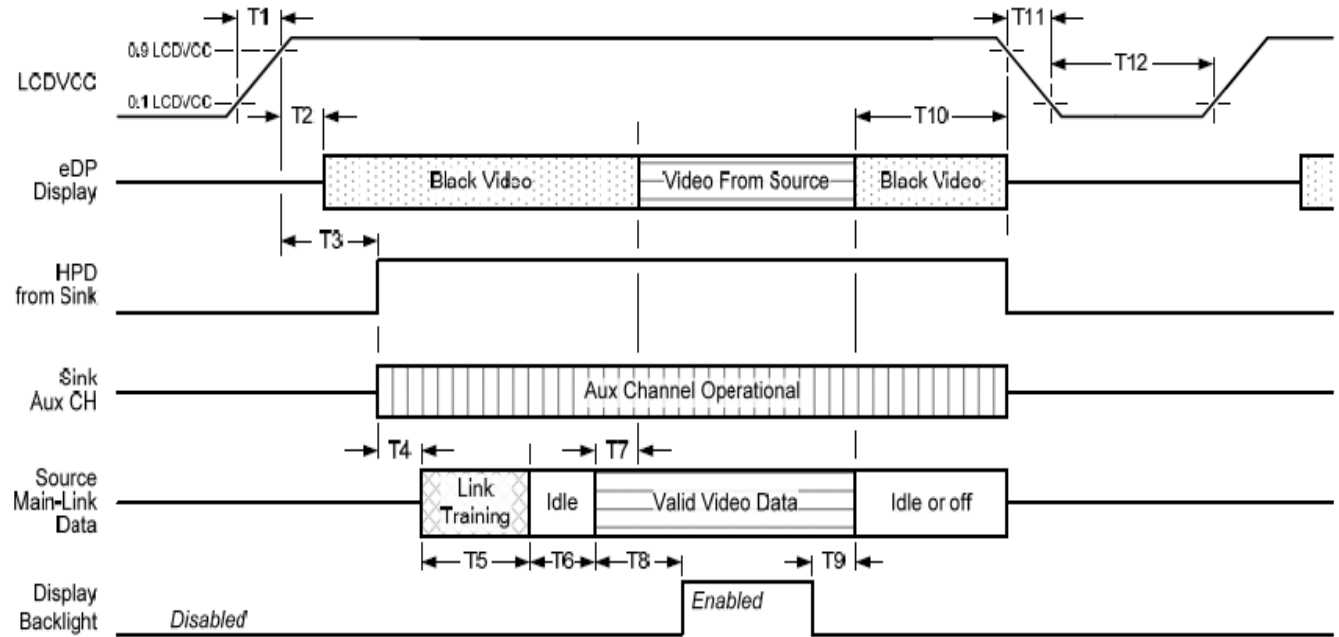 T1
T11
0.9 LCDVCC
T12
LCDVCC
0.1 LCDVCC
T2
T10
eDP
Display
Black Video
Video From Source
Black Video
T3
HPD
from Sink
Sink
Aux CH
Aux Channel Operational
T4
T7
Source
Main-Link
Data
Link
Training
Idle
Valid Video Data
Idle or off
T5
T6
T8
T9
Display
Backlight
Disabled
Enabled